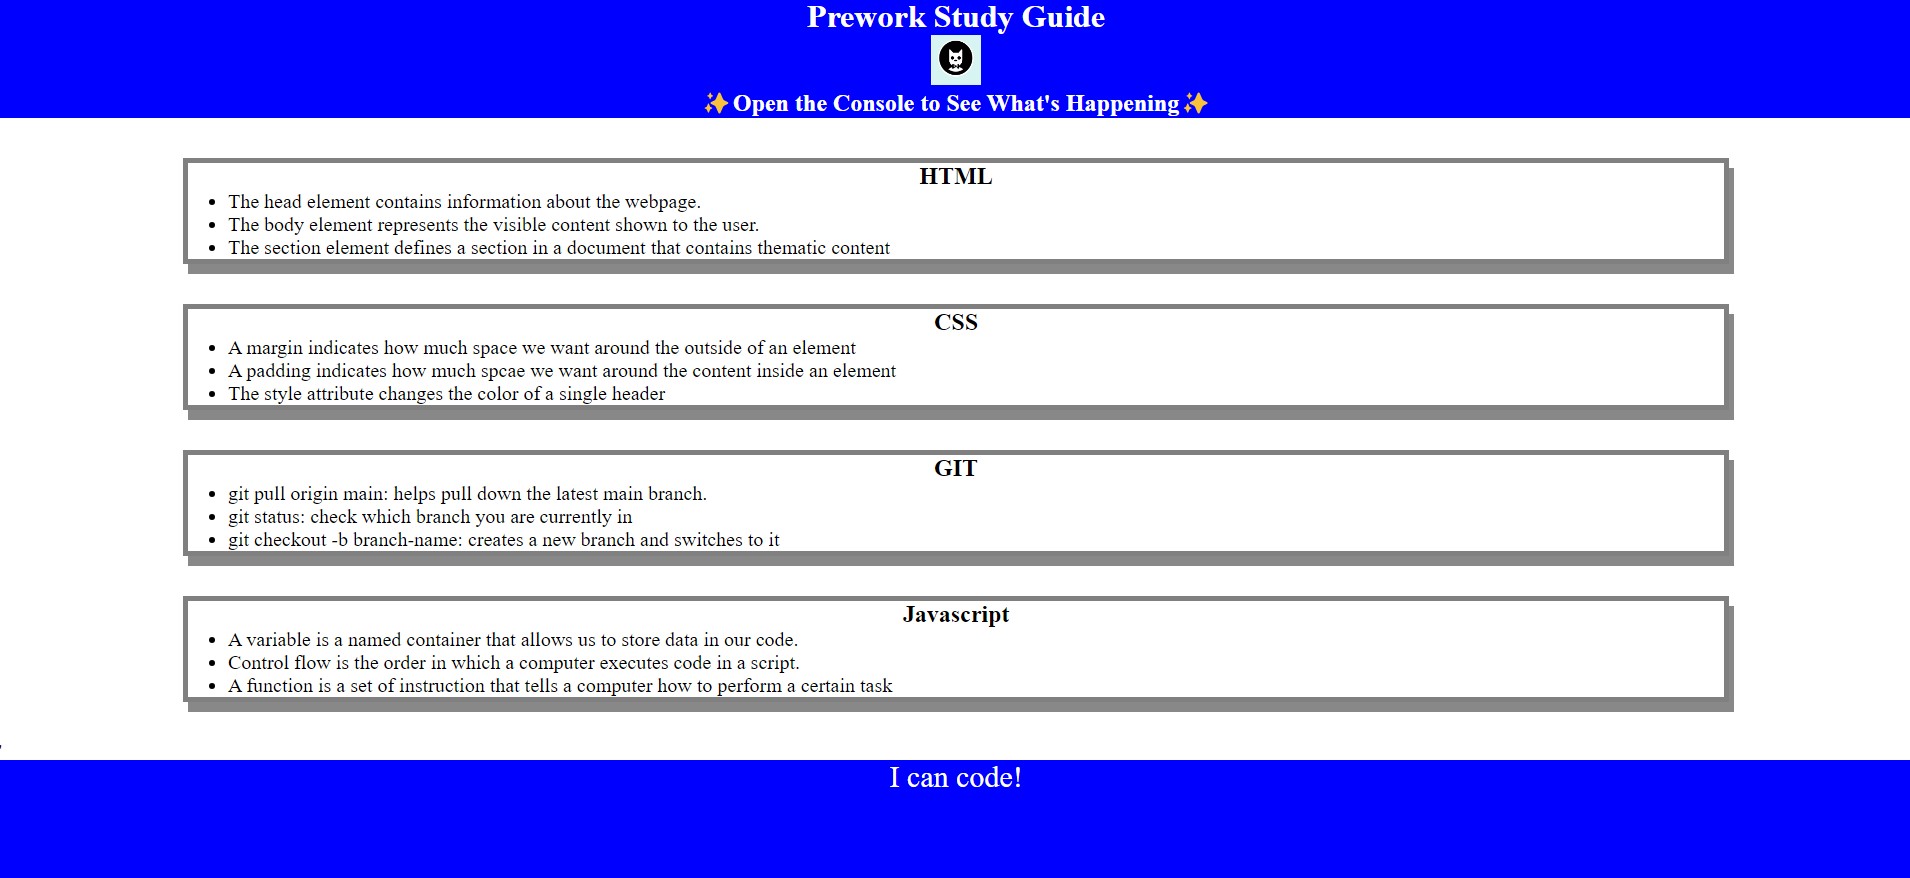 Prework Study Guide
✨Open the Console to See What's Happening✨
HTML
• The head element contains information about the webpage.
• The body element represents the visible content shown to the user.
• The section element defines a section in a document that contains thematic content
CSS
• A margin indicates how much space we want around the outside of an element
• A padding indicates how much spcae we want around the content inside an element
• The style attribute changes the color of a single header
GIT
• git pull origin main: helps pull down the latest main branch.
• git status: check which branch you are currently in
• git checkout -b branch-name: creates a new branch and switches to it
Javascript
• A variable is a named container that allows us to store data in our code.
• Control flow is the order in which a computer executes code in a script.
• A function is a set of instruction that tells a computer how to perform a certain task
I can code!